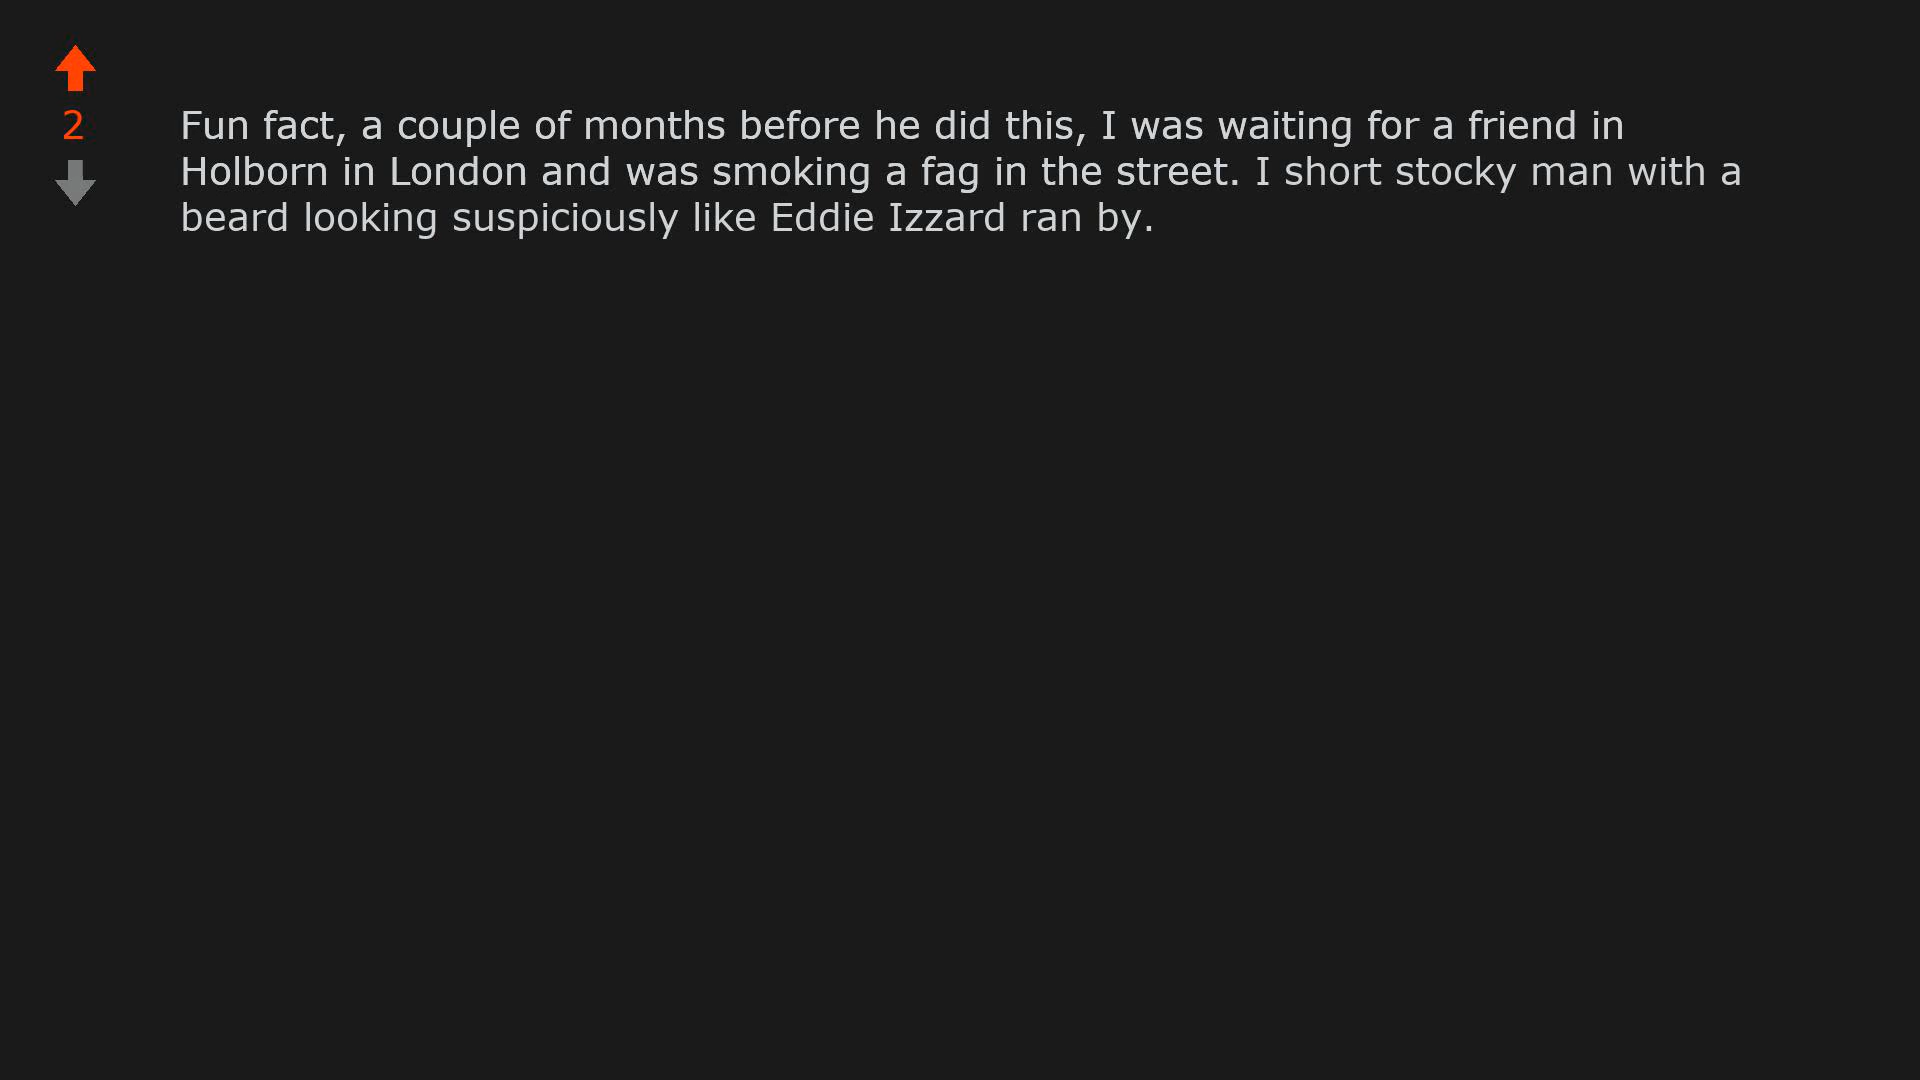 2
Fun fact, a couple of months before he did this, I was waiting for a friend in
Holborn in London and was smoking a fag in the street. I short stocky man with a
beard looking suspiciously like Eddie Izzard ran by.